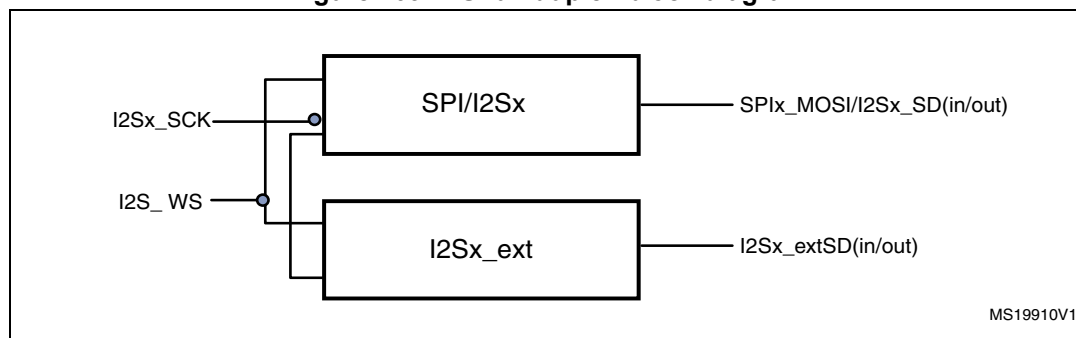 SPI/I2Sx
SPIx_MOSI/I2Sx_SD(in/out)
I2Sx_SCK
I2S_ WS
I2Sx_ext
I2Sx_extSD(in/out)
MS19910V1